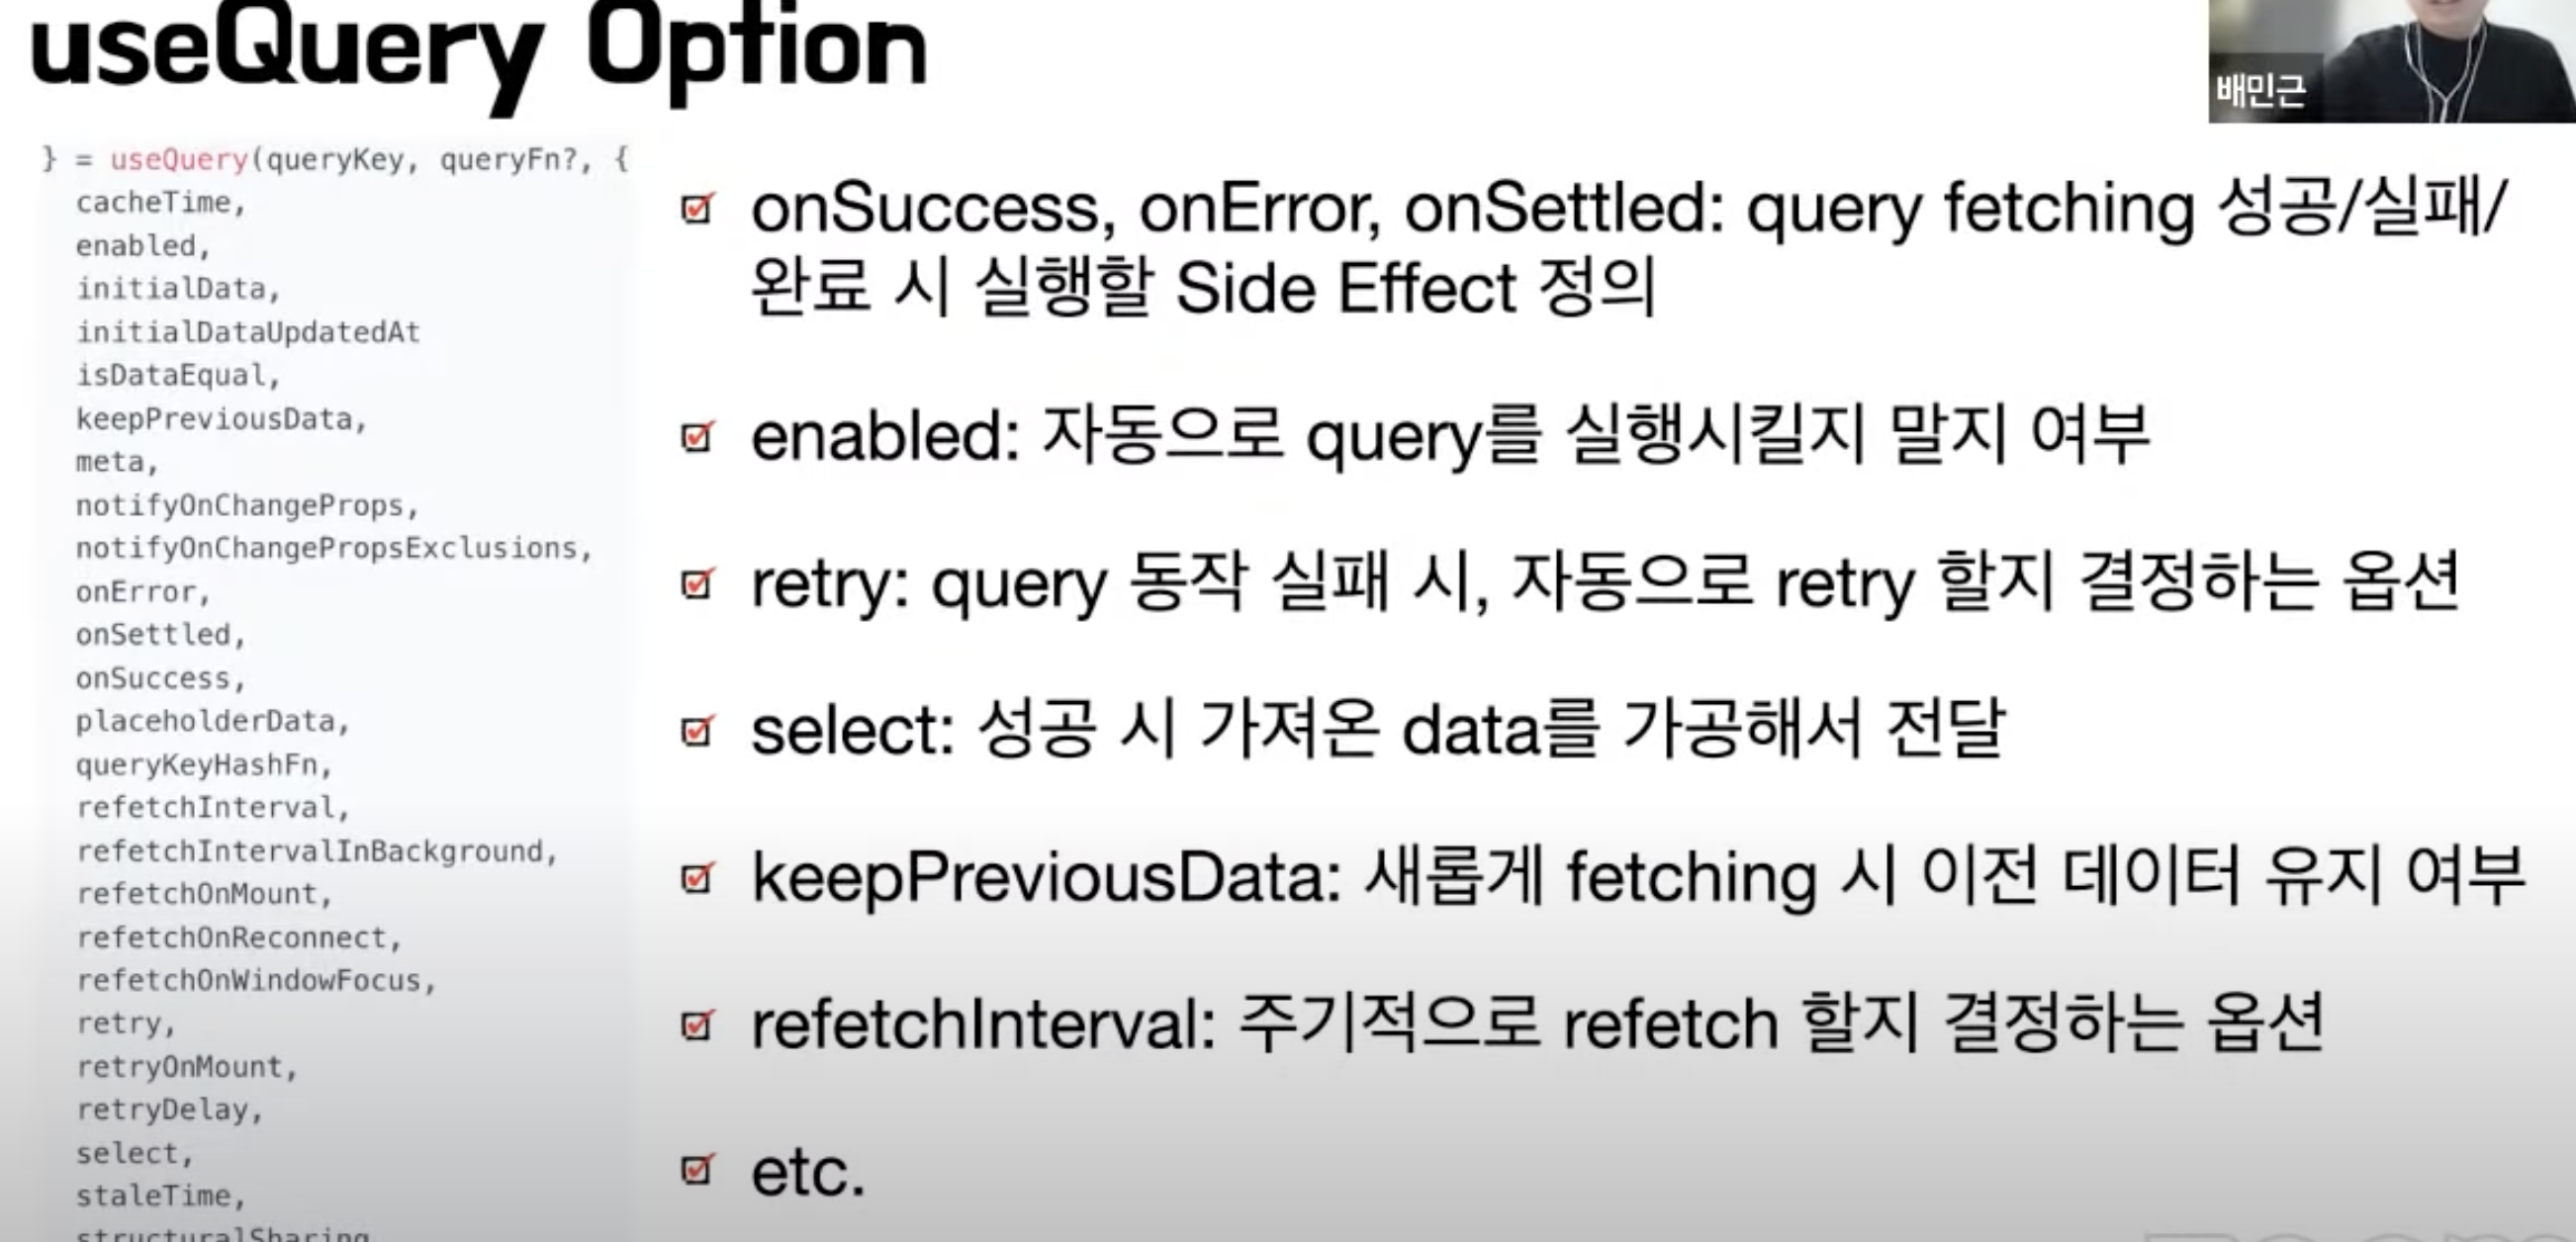 useQuery Option
배민근
} = useQuery(queryKey, queryFn?, {
cacheTime,
enabled,
initialData,
initialDataUpdatedAt
isDataEqual,
keepPreviousData,
meta,
notifyOnChangeProps,
notifyOnChangePropsExclusions,
onError,
onSettled,
onSuccess,
placeholderData,
queryKeyHashFn,
refetchInterval,
refetchIntervalInBackground,
refetchOnMount,
refetchOnReconnect,
refetchOnWindowFocus,
retry,
retryOnMount,
retryDelay,
select,
staleTime,
structuralSharing
onSuccess, onError, onSettled: query fetching 성공/실패/
완료 시 실행할 Side Effect 정의
enabled: 자동으로 query를 실행시킬지 말지 여부
retry: query 동작 실패 시, 자동으로 retry 할지 결정하는 옵션
select: 성공 시 가져온 data를 가공해서 전달
keepPreviousData: 새롭게 fetching 시 이전 데이터 유지 여부
refetchInterval: 주기적으로 refetch 할지 결정하는 옵션
etc.